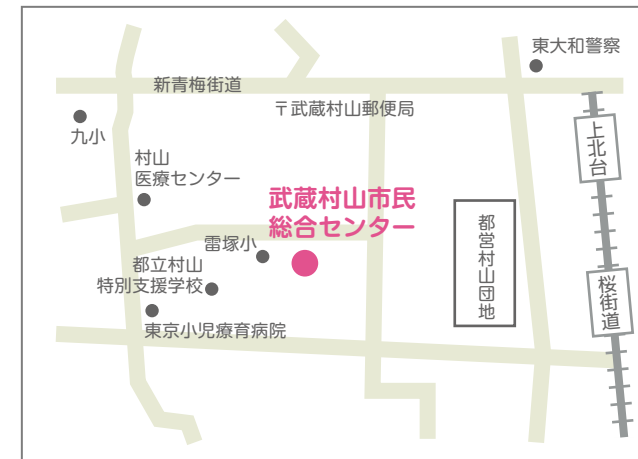 東大和警察
新青梅街道
〒武蔵村山郵便局
九小
上北台
村山
医療センター
武蔵村山市民
総合センター
雷塚小
都営村山団地
都立村山
特別支援学校
桜街道
東京小児療育病院